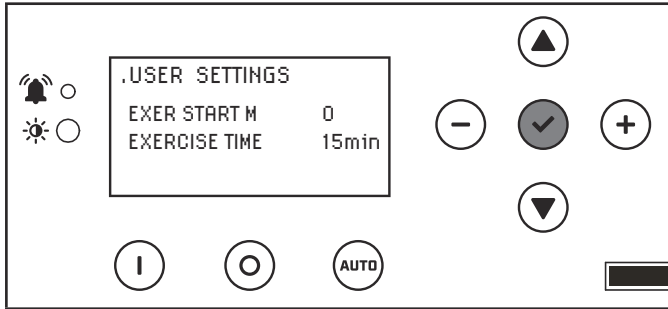 .USER SETTINGS
EXER START M 0
EXERCISE TIME 15min
AUTO